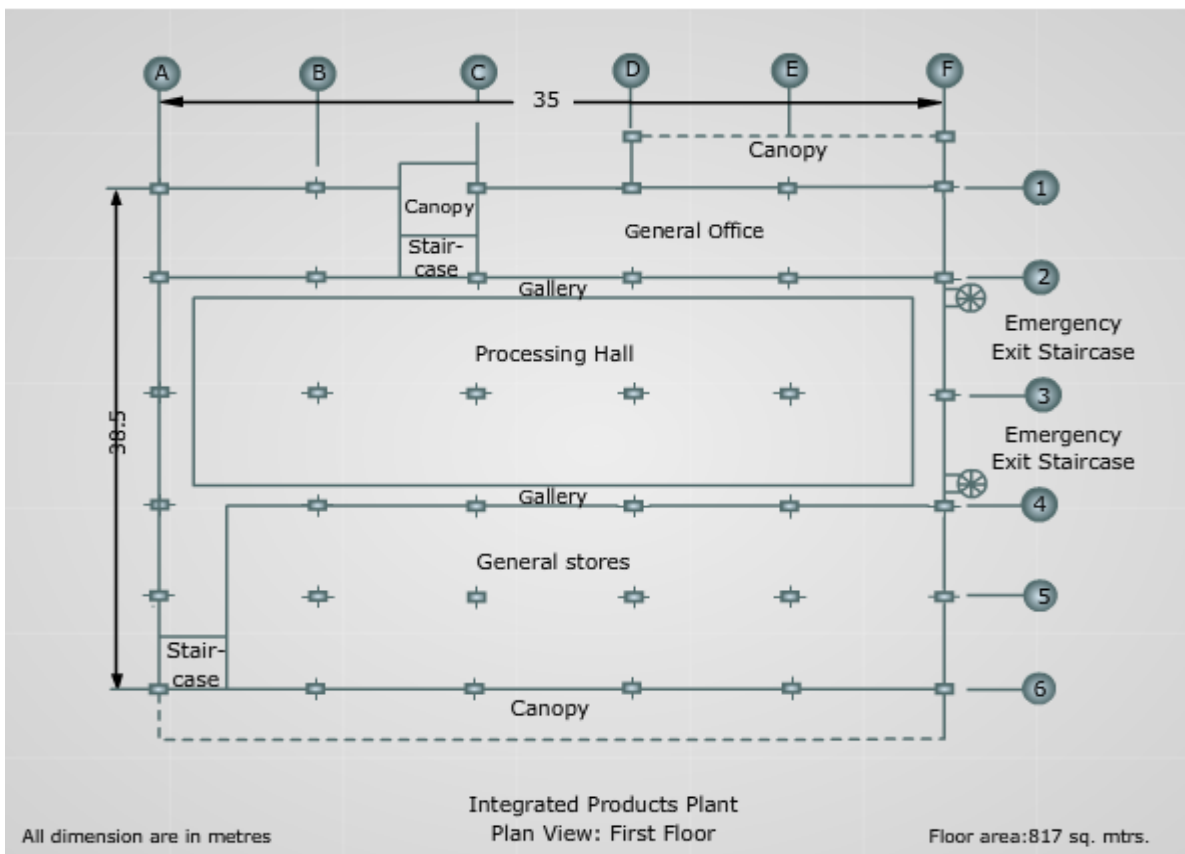 A B C D E F
35
Canopy
1
Canopy
General Office
Stair-
case
2
Gallery
Emergency
Exit Staircase
Processing Hall
3
38.5
Emergency
Exit Staircase
Gallery
4
General stores
5
Stair-
case
6
Canopy
Integrated Products Plant
Plan View: First Floor
All dimension are in metres
Floor area:817 sq. mtrs.